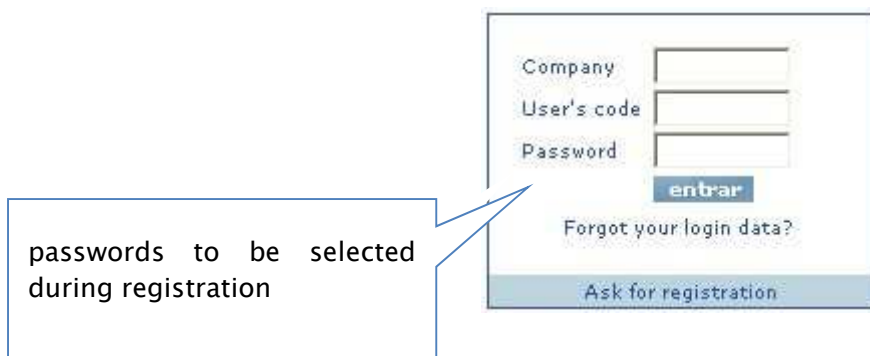 Company
User's code
Password
entrar
Forgot your login data?
Ask for registration
passwords to be selected
during registration